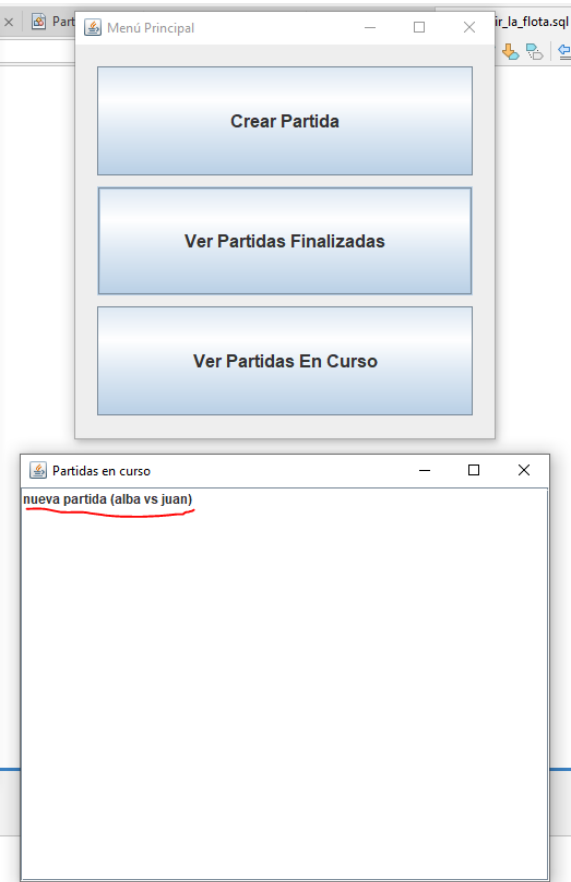 Part
ir_la_flota.sql
Menú Principal
Crear Partida
Ver Partidas Finalizadas
Ver Partidas En Curso
Partidas en curso
nueva partida (alba vs juan)